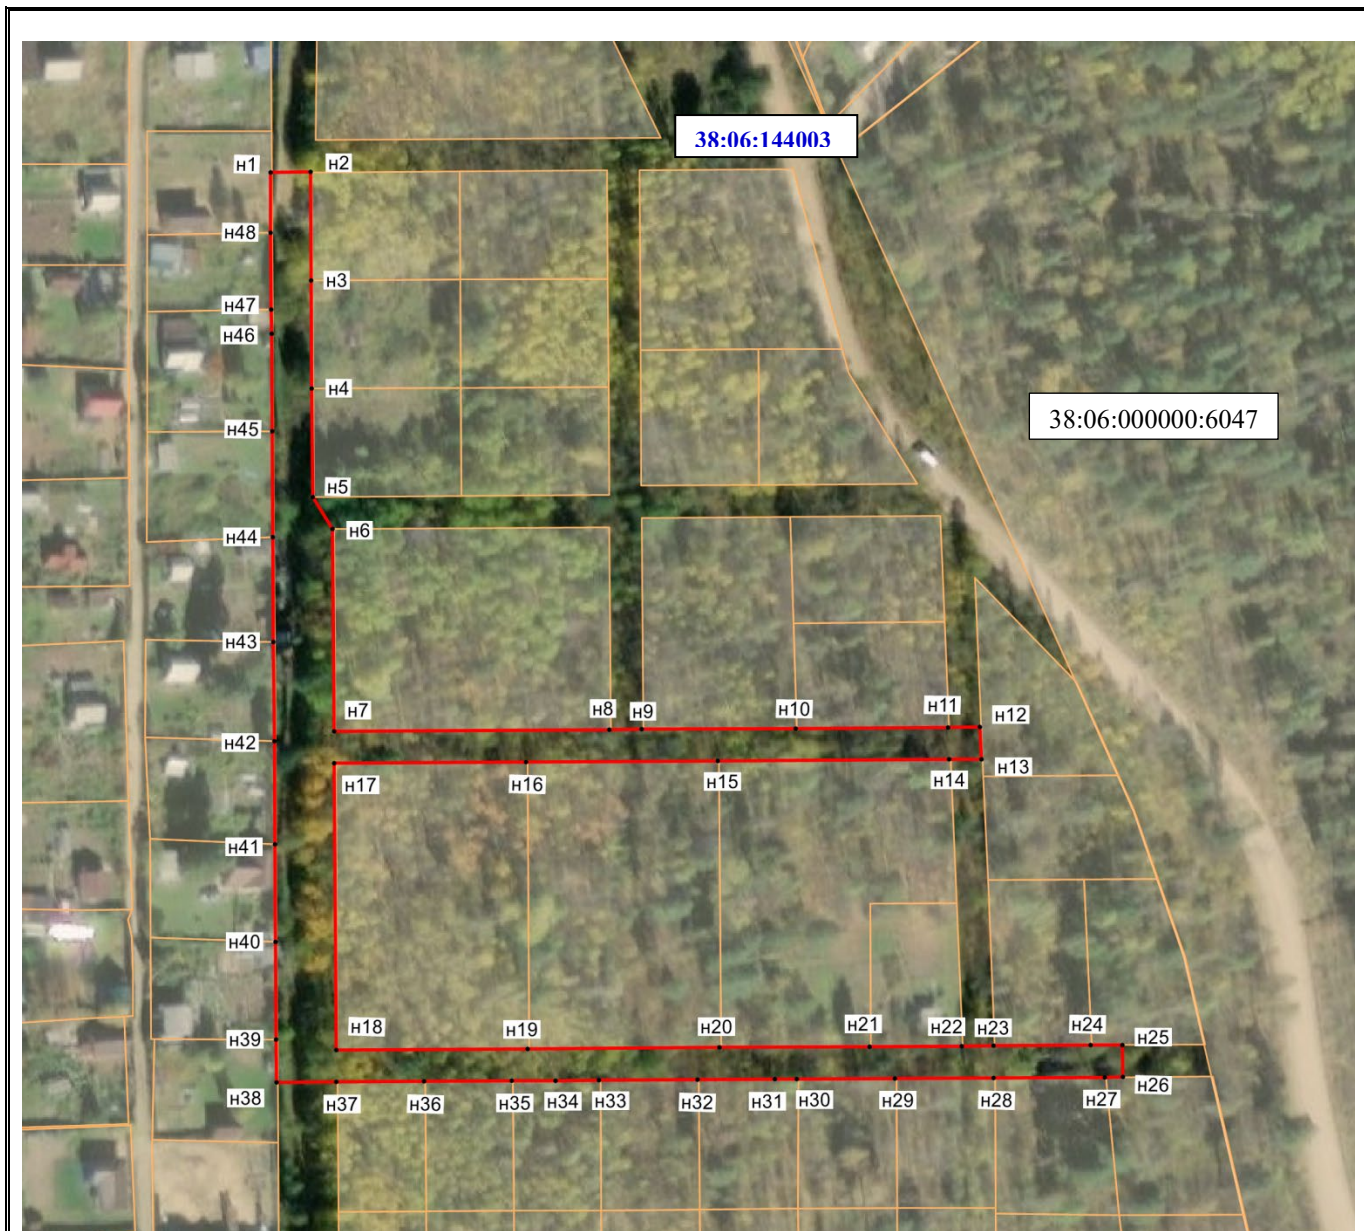 38:06:144003
н1
н2
н48
н3
н47
н46
н4
38:06:000000:6047
н45
н5
н6
н44
н43
н7
н8
н9
н10
н11
н12
н42
н17
н16
н15
н14
н13
н41
н40
н18
н19
н20
н21
н22
н23
н24
н25
н39
н38
н37
н36
н35
н34
н33
н32
н31
н30
н29
н28
н27
н26